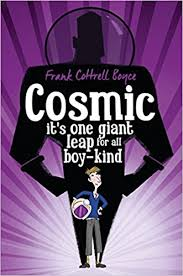 Frank Cottrell Boyce
Cosmic
it's one giant
leap for all
boy-kind